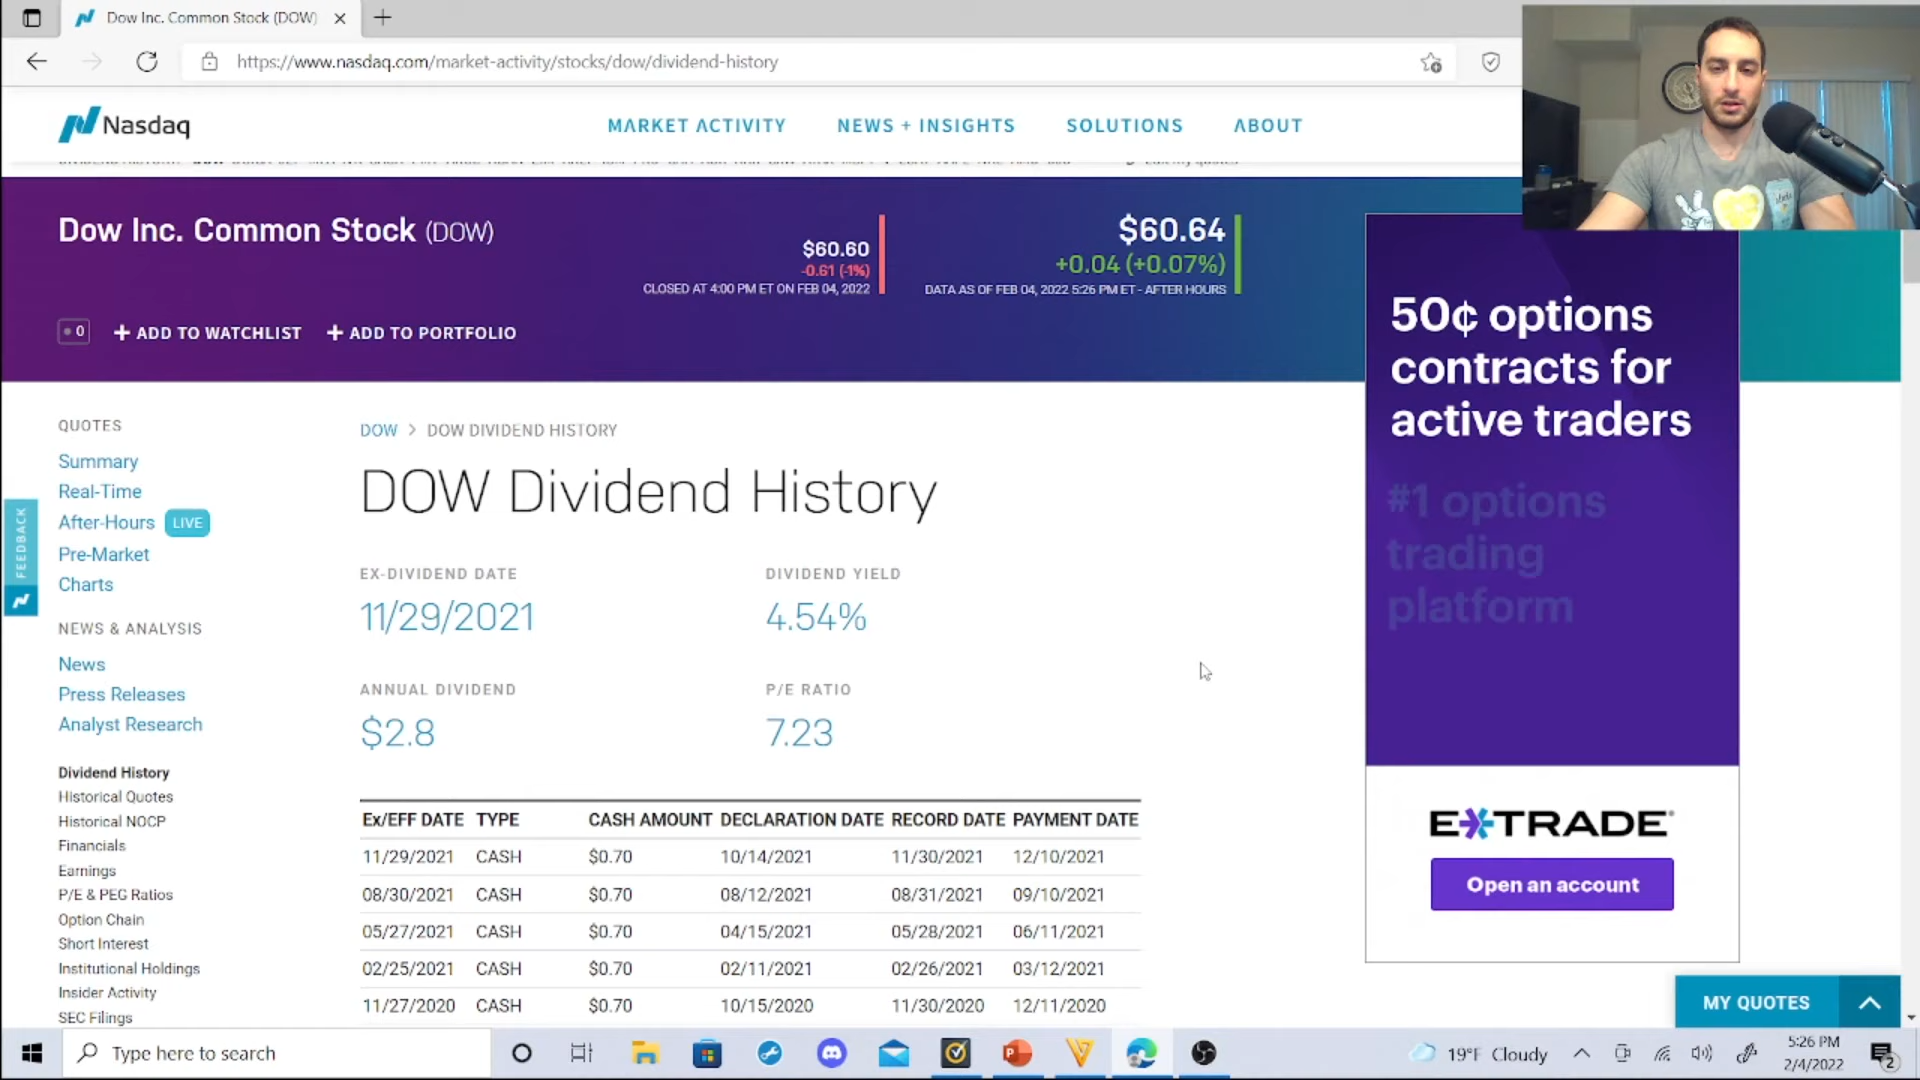 Dow Inc. Common Stock (DOW)
https://www.nasdaq.com/market-activity/stocks/dow/dividend-history
Nasdaq
MARKET ACTIVITY
NEWS + INSIGHTS
SOLUTIONS
ABOUT
Dow Inc. Common Stock (DOW)
$60.60
-0.61 (-1%)
CLOSED AT 4:00 PM ET ON FEB 04, 2022
$60.64
+0.04 (+0.07%)
DATA AS OF FEB 04, 2022 5:26 PM ET - AFTER HOURS
0
+ ADD TO WATCHLIST
+ ADD TO PORTFOLIO
50¢ options
contracts for
active traders
#1 options
trading
platform
E*TRADE
Open an account
FEEDBACK
QUOTES
Summary
Real-Time
After-Hours LIVE
Pre-Market
Charts
NEWS & ANALYSIS
News
Press Releases
Analyst Research
Dividend History
Historical Quotes
Historical NOCP
Financials
Earnings
P/E & PEG Ratios
Option Chain
Short Interest
Institutional Holdings
Insider Activity
SEC Filings
DOW > DOW DIVIDEND HISTORY
DOW Dividend History
EX-DIVIDEND DATE
11/29/2021
DIVIDEND YIELD
4.54%
ANNUAL DIVIDEND
$2.8
P/E RATIO
7.23
Ex/EFF DATE TYPE CASH AMOUNT DECLARATION DATE RECORD DATE PAYMENT DATE
11/29/2021 CASH $0.70 10/14/2021 11/30/2021 12/10/2021
08/30/2021 CASH $0.70 08/12/2021 08/31/2021 09/10/2021
05/27/2021 CASH $0.70 04/15/2021 05/28/2021 06/11/2021
02/25/2021 CASH $0.70 02/11/2021 02/26/2021 03/12/2021
11/27/2020 CASH $0.70 10/15/2020 11/30/2020 12/11/2020
MY QUOTES
Type here to search
19°F Cloudy
5:26 PM
2/4/2022
2